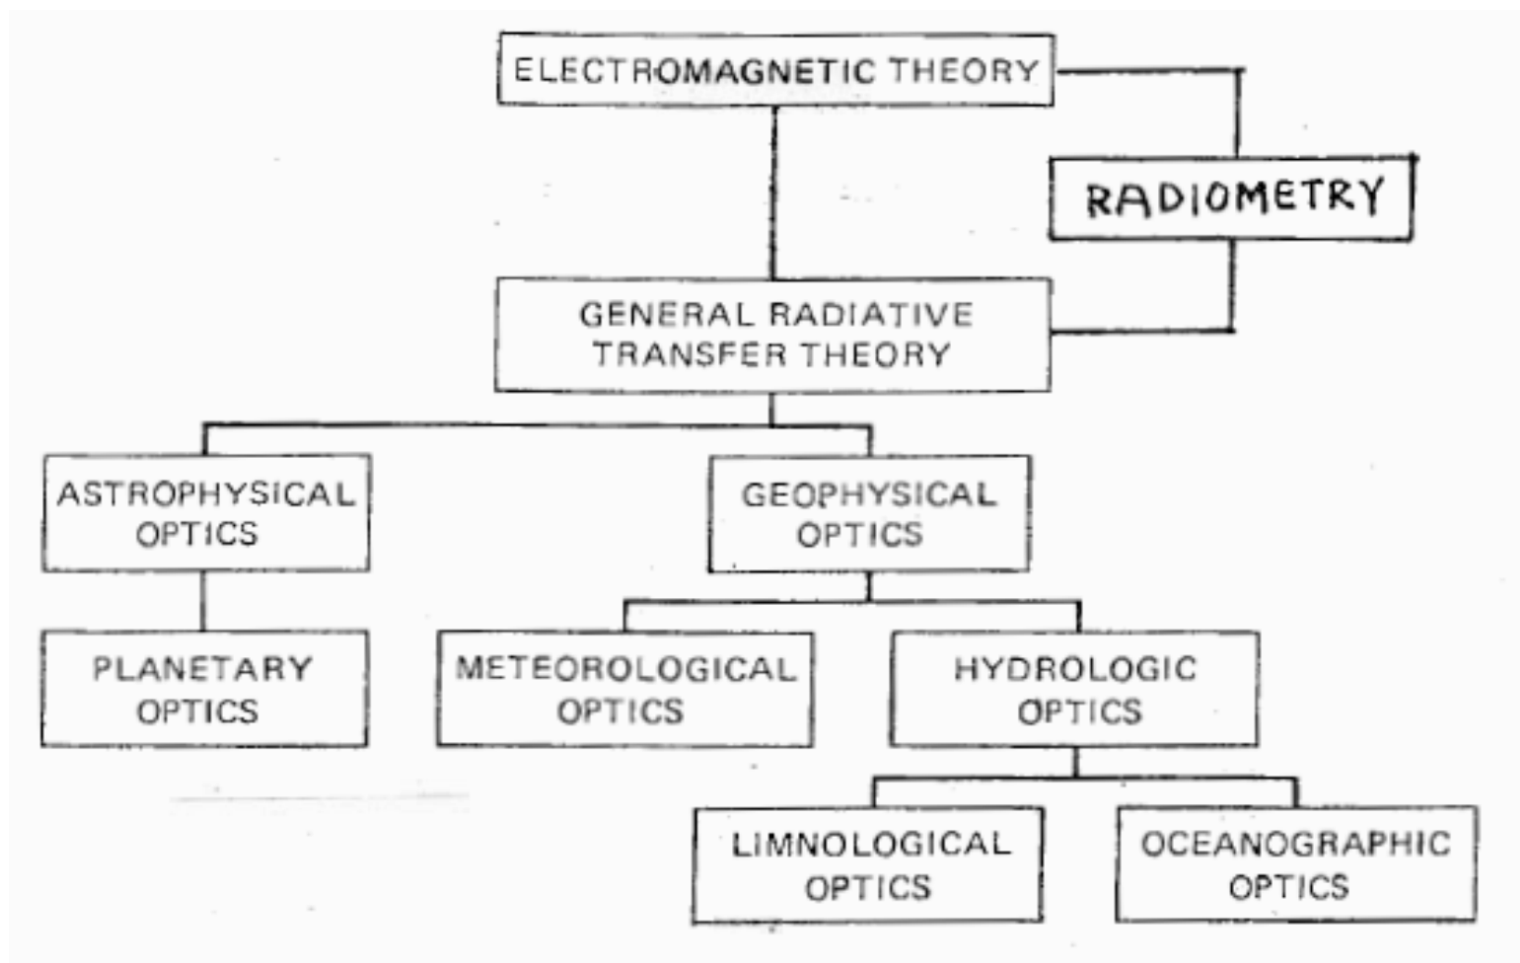 ELECTROMAGNETIC THEORY
RADIOMETRY
GENERAL RADIATIVE
TRANSFER THEORY
ASTROPHYSICAL
OPTICS
GEOPHYSICAL
OPTICS
PLANETARY
OPTICS
METEOROLOGICAL
OPTICS
HYDROLOGIC
OPTICS
LIMNOLOGICAL
OPTICS
OCEANOGRAPHIC
OPTICS